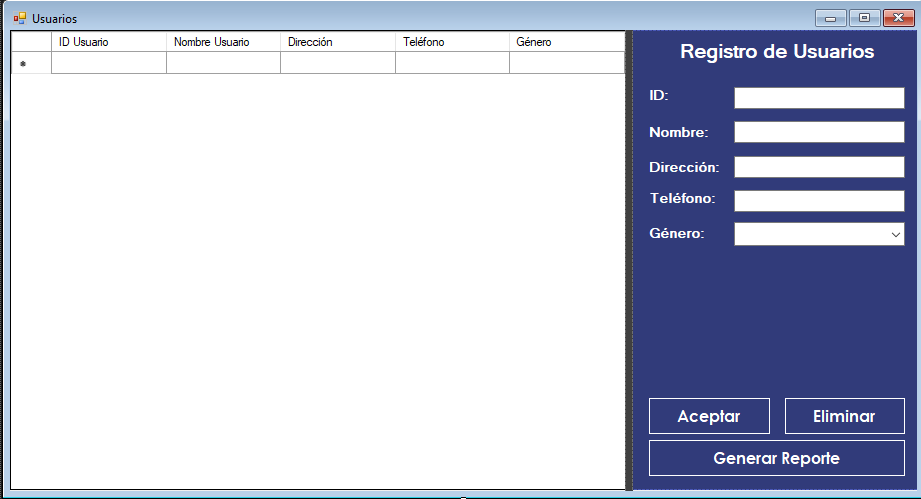 Usuarios
ID Usuario Nombre Usuario Dirección Teléfono Género
*
Registro de Usuarios
ID:
Nombre:
Dirección:
Teléfono:
Género:
Aceptar Eliminar
Generar Reporte